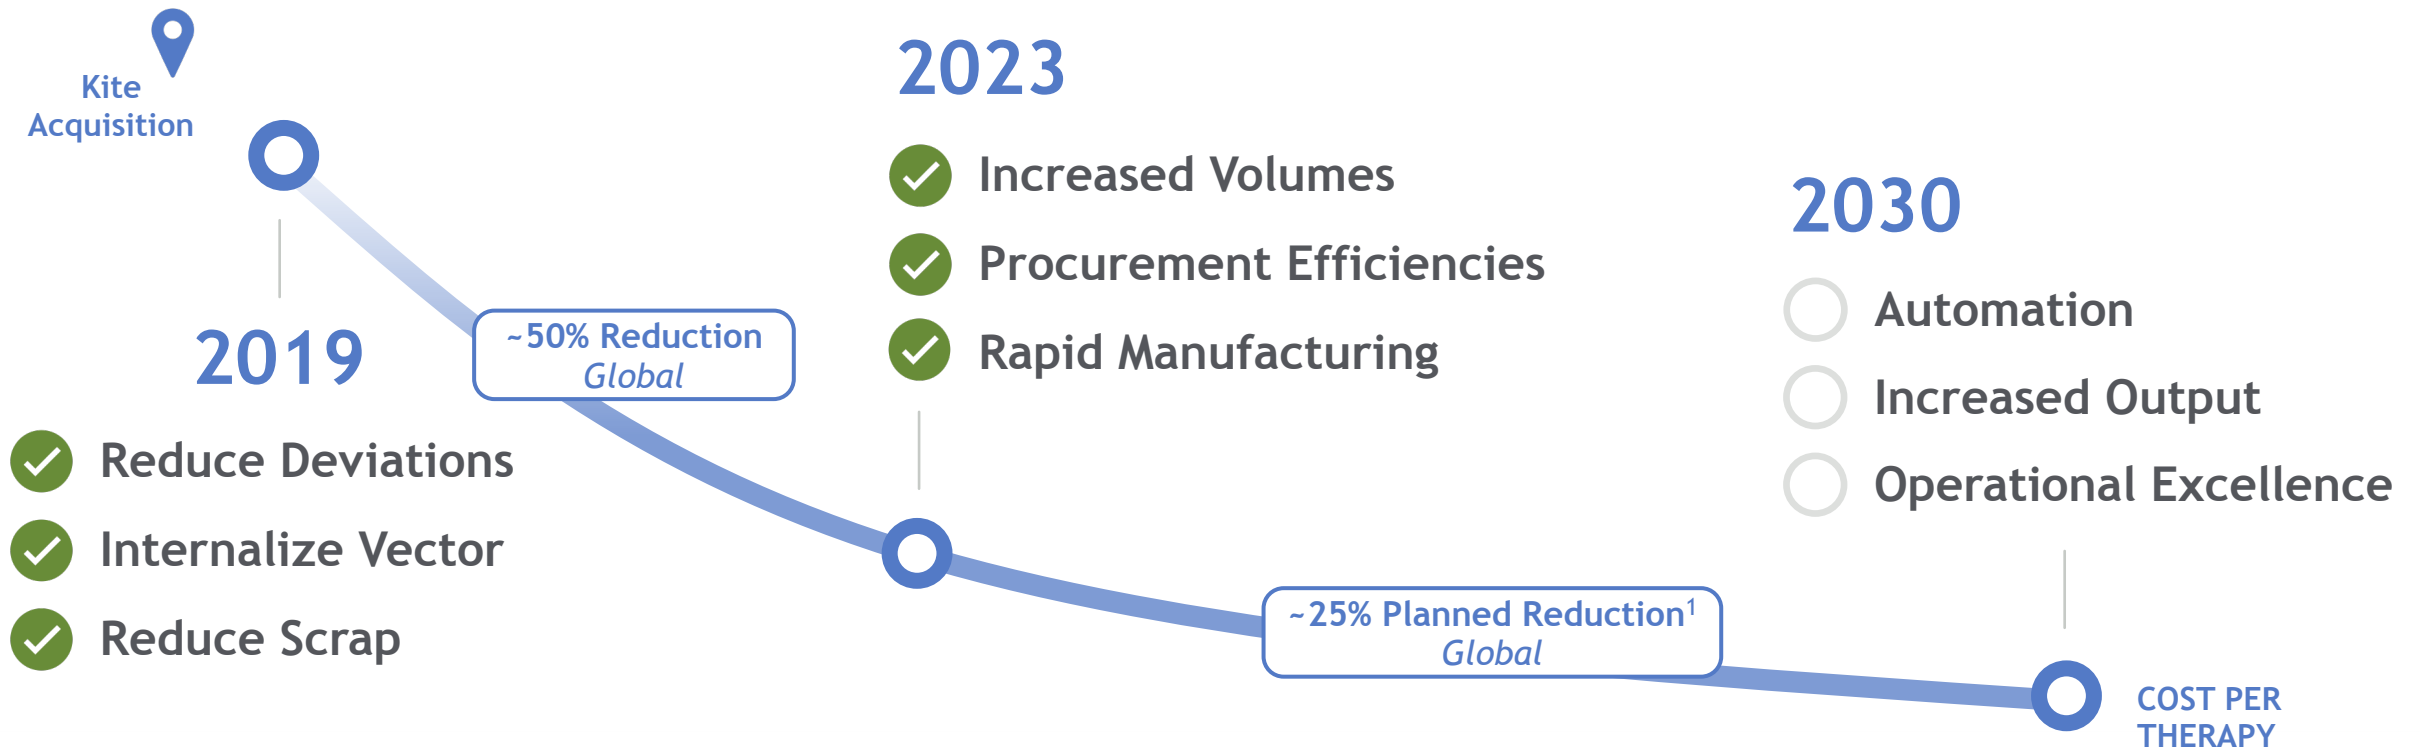 Kite
Acquisition
2019
Reduce Deviations
Internalize Vector
Reduce Scrap
~50% Reduction
Global
2023
Increased Volumes
Procurement Efficiencies
Rapid Manufacturing
~25% Planned Reduction¹
Global
2030
Automation
Increased Output
Operational Excellence
COST PER
THERAPY